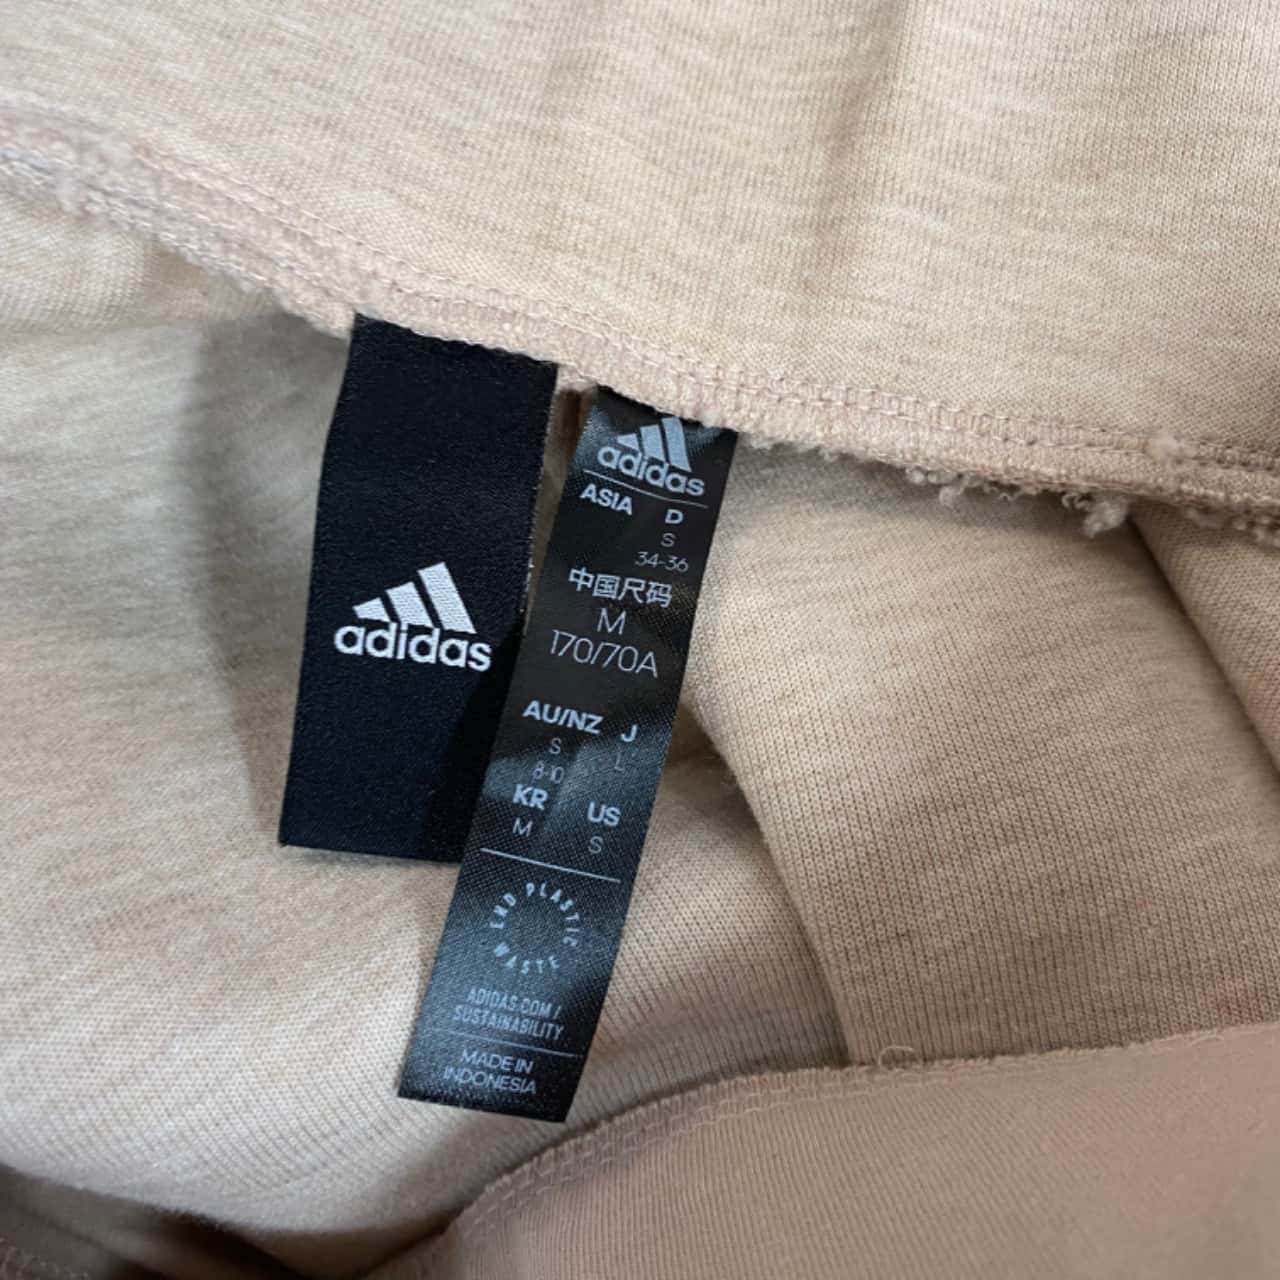 adidas
adidas
ASIA D
S
34-36
中国尺码
M
170/70A
AU/NZ J
S L
8-10
KR US
M S
END PLASTIC WASTE
ADIDAS.COM/
SUSTAINABILITY
MADE IN
INDONESIA